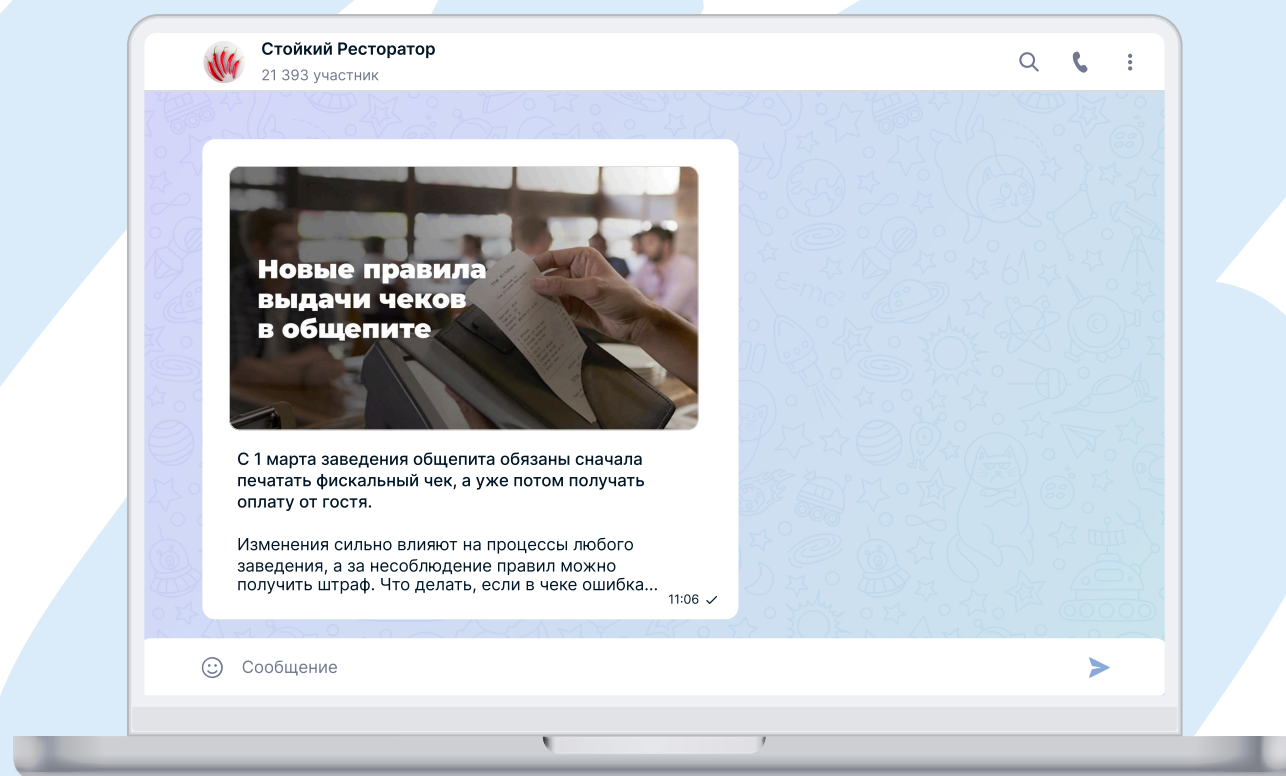 Стойкий Ресторатор
21 393 участник
Новые правила
выдачи чеков
в общепите
С 1 марта заведения общепита обязаны сначала
печатать фискальный чек, а уже потом получать
оплату от гостя.
Изменения сильно влияют на процессы любого
заведения, а за несоблюдение правил можно
получить штраф. Что делать, если в чеке ошибка...
11:06
Сообщение